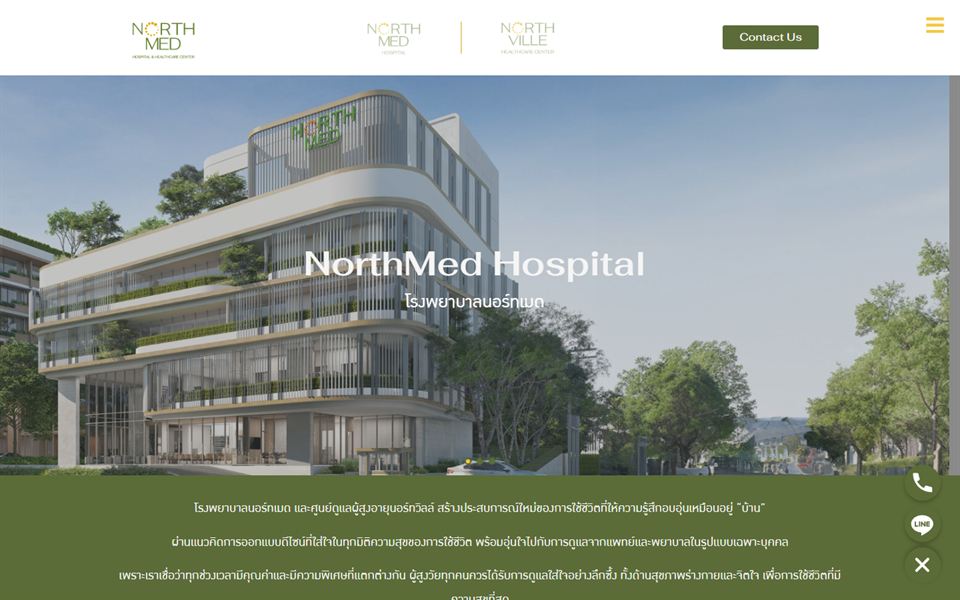 NORTH
MED
HOSPITAL & HEALTHCARE CENTER
NORTH
MED
HOSPITAL
NORTH
VILLE
HEALTHCARE CENTER
Contact Us
NORTH
MED
NorthMed Hospital
โรงพยาบาลนอร์ทเมด
โรงพยาบาลนอร์ทเมด และศูนย์ดูแลผู้สูงอายุนอร์ทวิลล์ สร้างประสบการณ์ใหม่ของการใช้ชีวิตที่ให้ความรู้สึกอบอุ่นเหมือนอยู่ “บ้าน”
ผ่านแนวคิดการออกแบบดีไซน์ที่ใส่ใจในทุกมิติความสุขของการใช้ชีวิต พร้อมอุ่นใจไปกับการดูแลจากแพทย์และพยาบาลในรูปแบบเฉพาะบุคคล
เพราะเราเชื่อว่าทุกช่วงเวลามีคุณค่าและมีความพิเศษที่แตกต่างกัน ผู้สูงวัยทุกคนควรได้รับการดูแลใส่ใจอย่างลึกซึ้ง ทั้งด้านสุขภาพร่างกายและจิตใจ เพื่อการใช้ชีวิตที่มี
ความสุขที่สุด
LINE